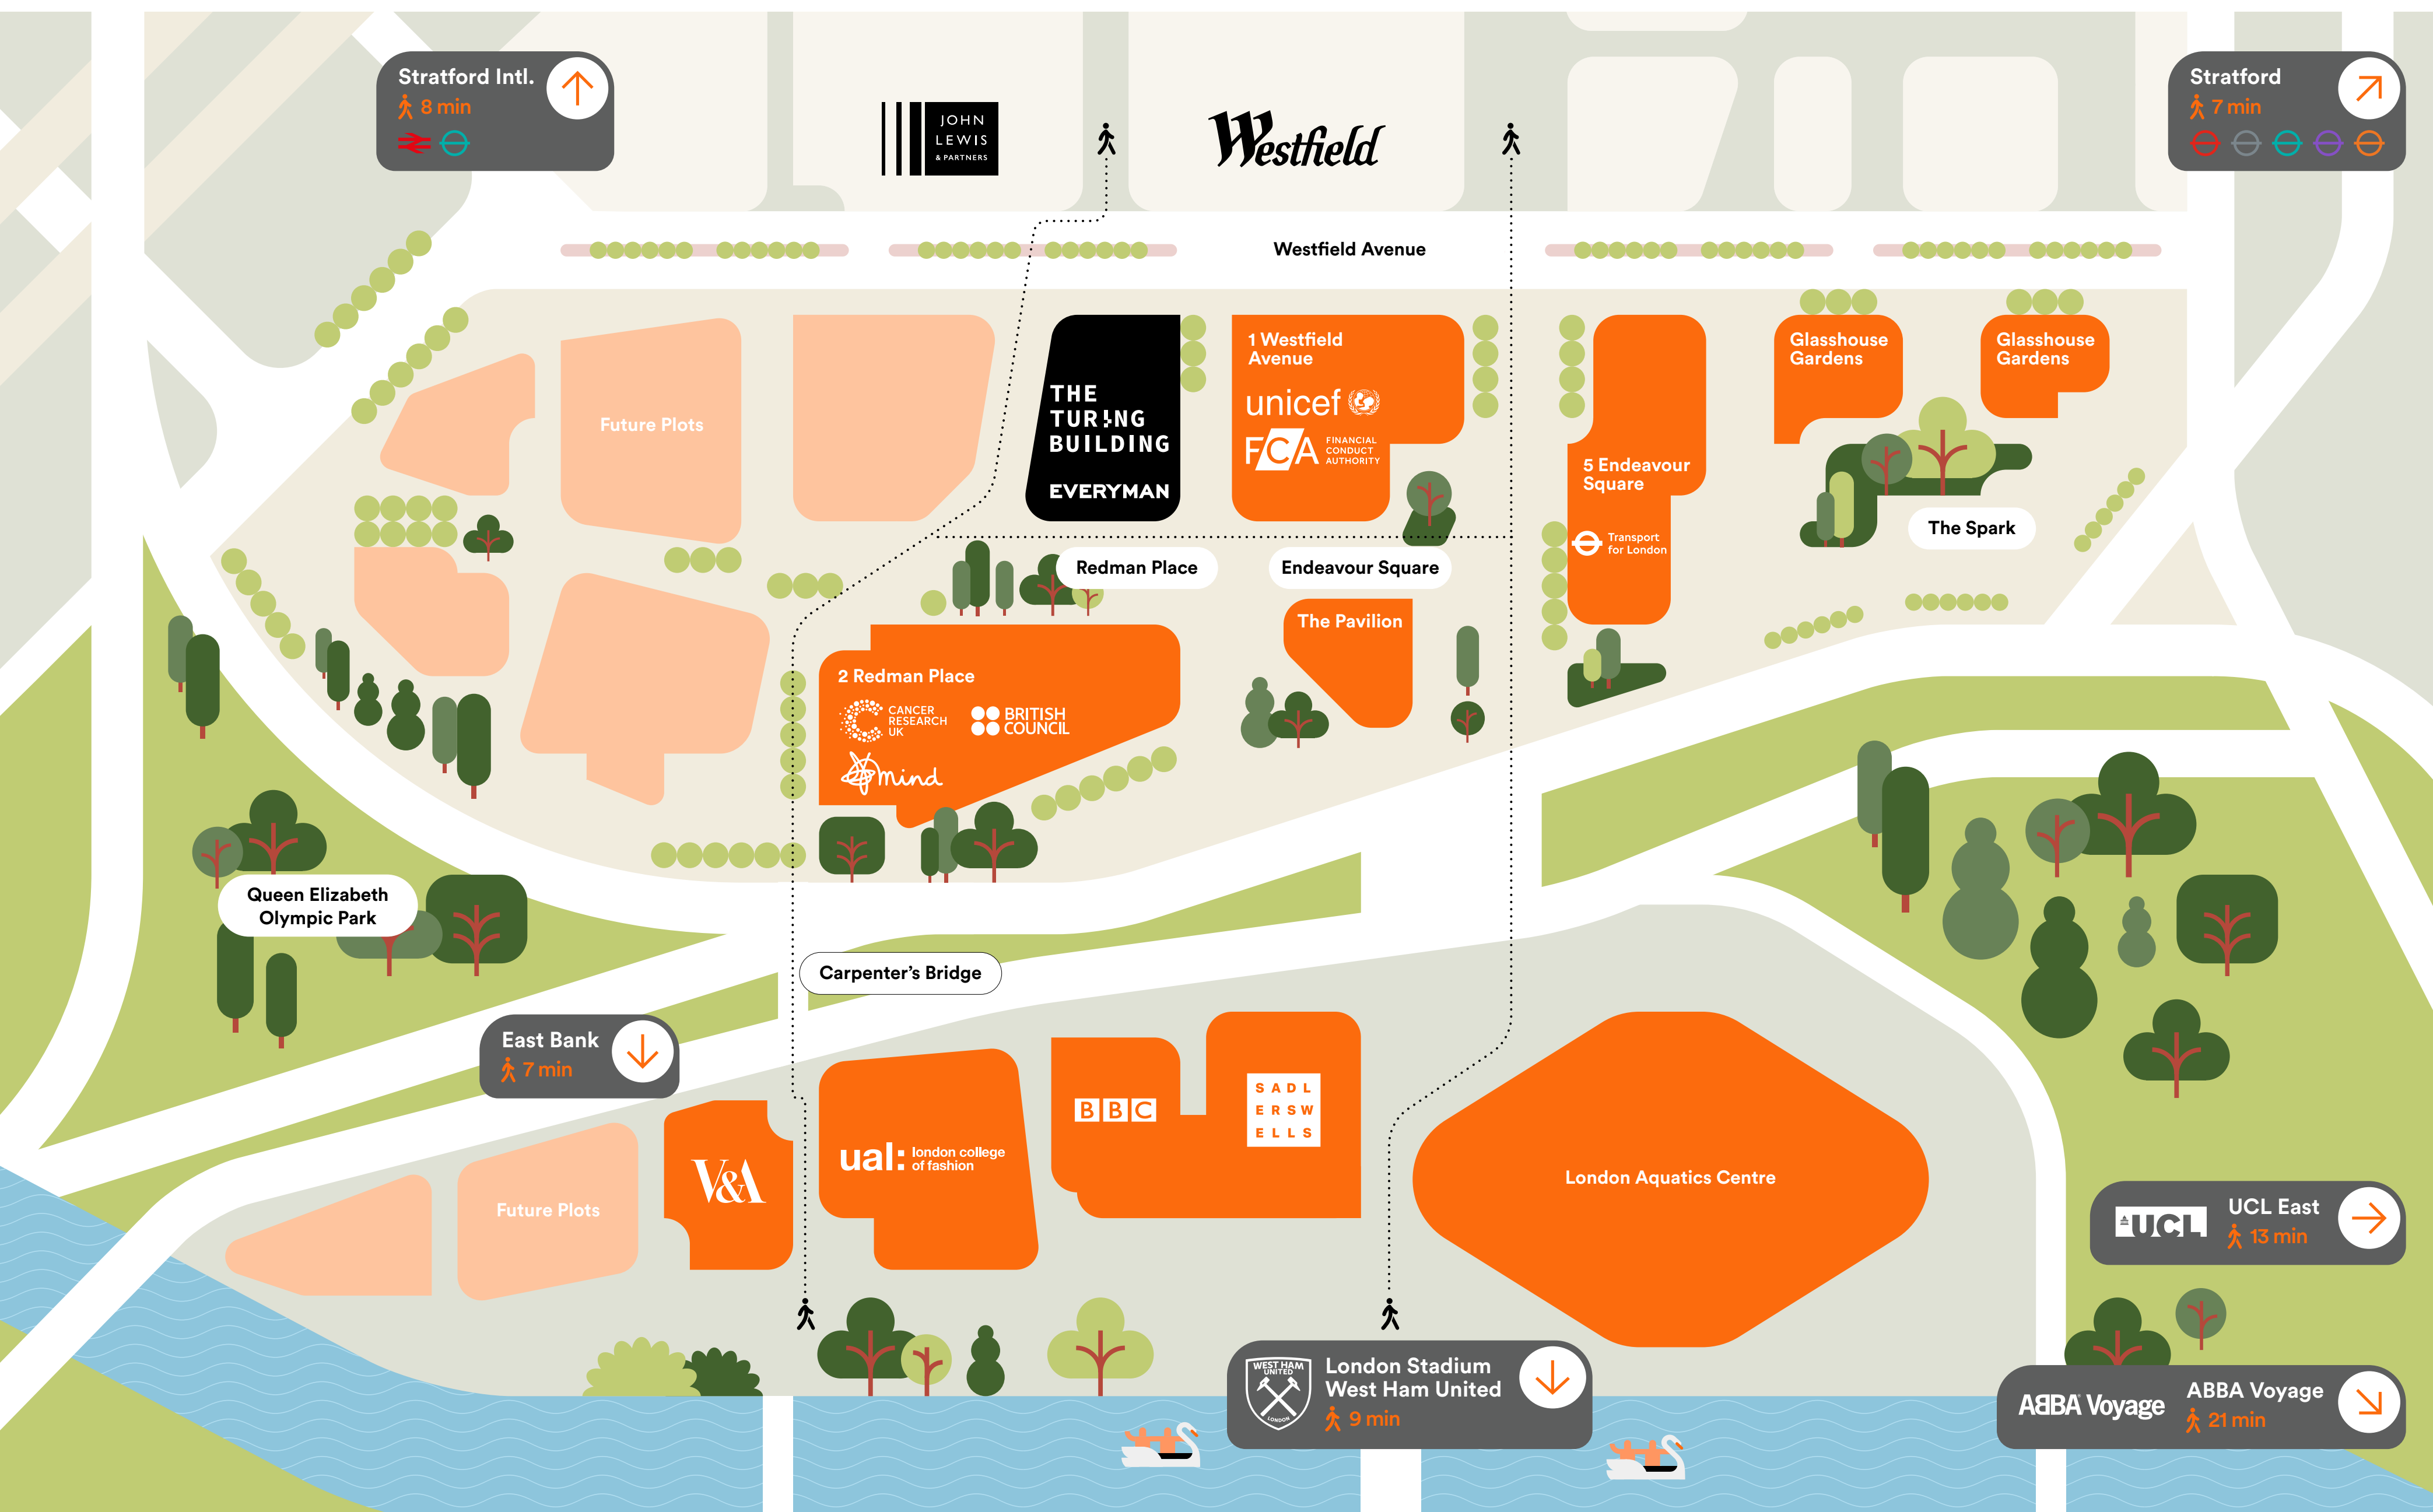 Stratford Intl.
8 min
JOHN
LEWIS
& PARTNERS
Westfield
Stratford
7 min
Westfield Avenue
Future Plots
THE
TUR:NG
BUILDING
EVERYMAN
1 Westfield
Avenue
unicef
FCA
FINANCIAL
CONDUCT
AUTHORITY
5 Endeavour
Square
Transport
for London
Glasshouse
Gardens
Glasshouse
Gardens
The Spark
Redman Place
Endeavour Square
The Pavilion
2 Redman Place
CANCER
RESEARCH
UK
BRITISH
COUNCIL
mind
Queen Elizabeth
Olympic Park
Carpenter’s Bridge
East Bank
7 min
Future Plots
V&A
ual:
london college
of fashion
BBC
SADL
ERSW
ELLS
London Aquatics Centre
UCL
UCL East
13 min
WEST HAM
UNITED
LONDON
London Stadium
West Ham United
9 min
ABBA Voyage
ABBA Voyage
21 min